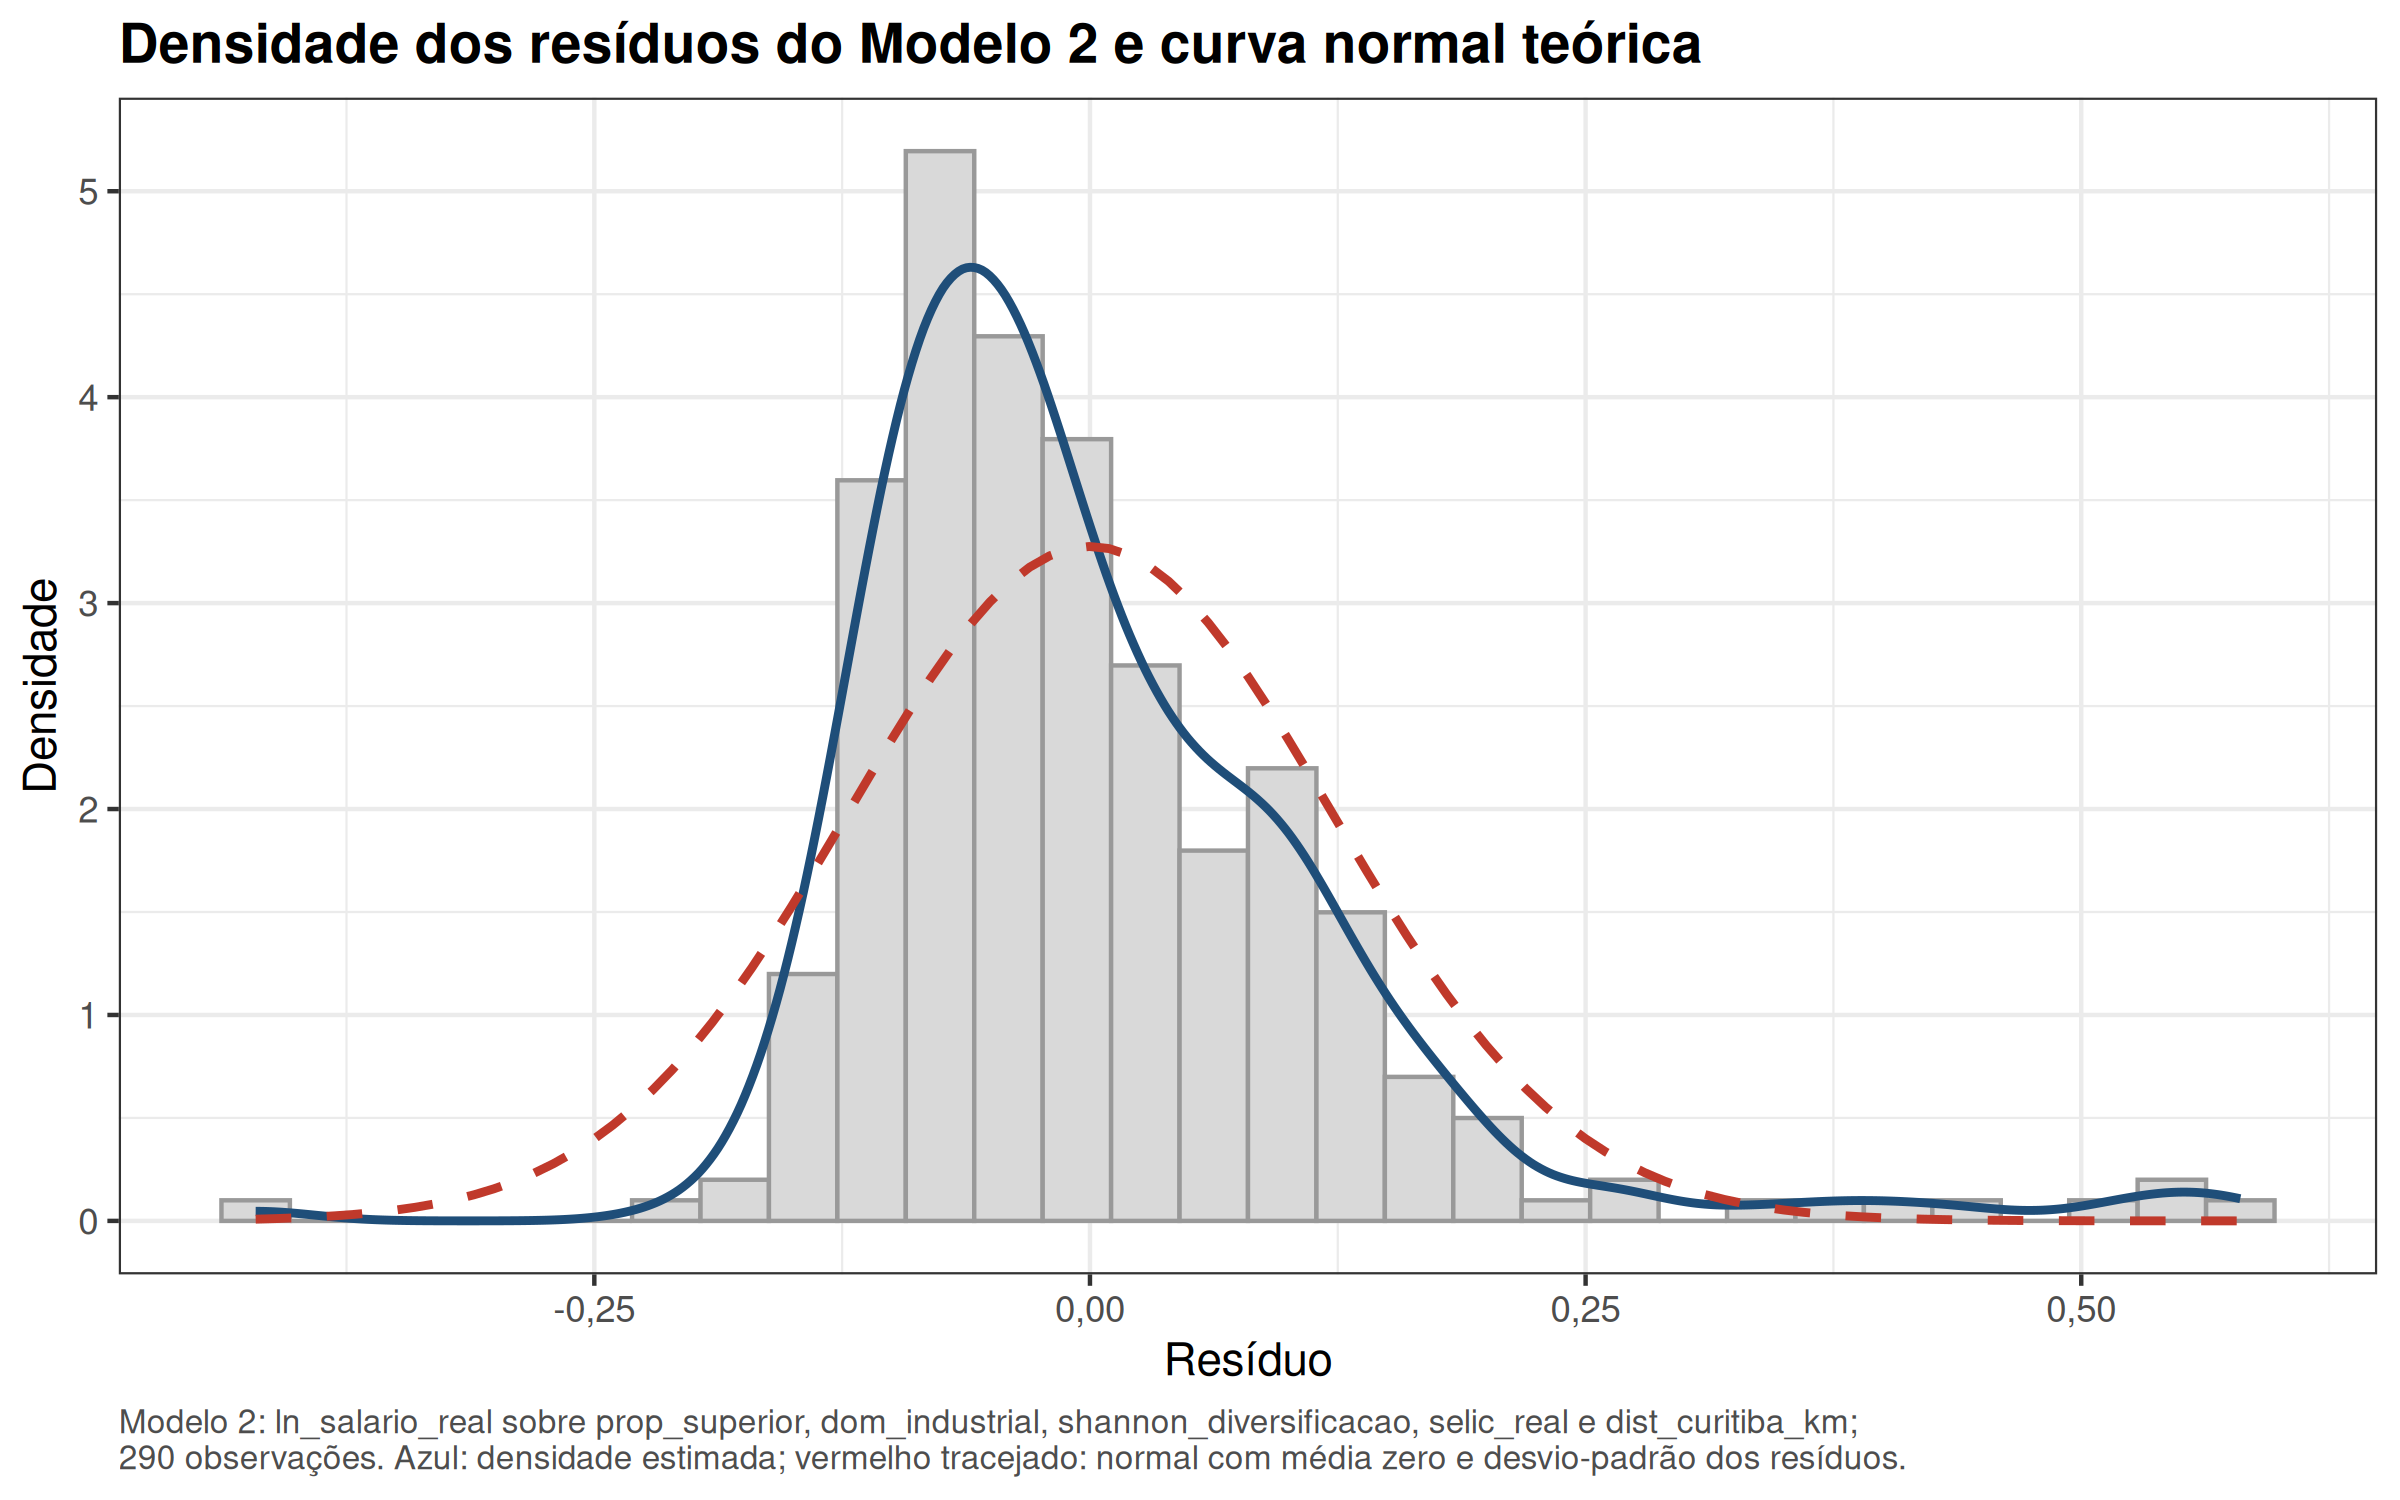 Densidade dos resíduos do Modelo 2 e curva normal teórica
Densidade
5
4
3
2
1
0
-0,25 0,00 0,25 0,50
Resíduo
Modelo 2: ln_salario_real sobre prop_superior, dom_industrial, shannon_diversificacao, selic_real e dist_curitiba_km;
290 observações. Azul: densidade estimada; vermelho tracejado: normal com média zero e desvio-padrão dos resíduos.